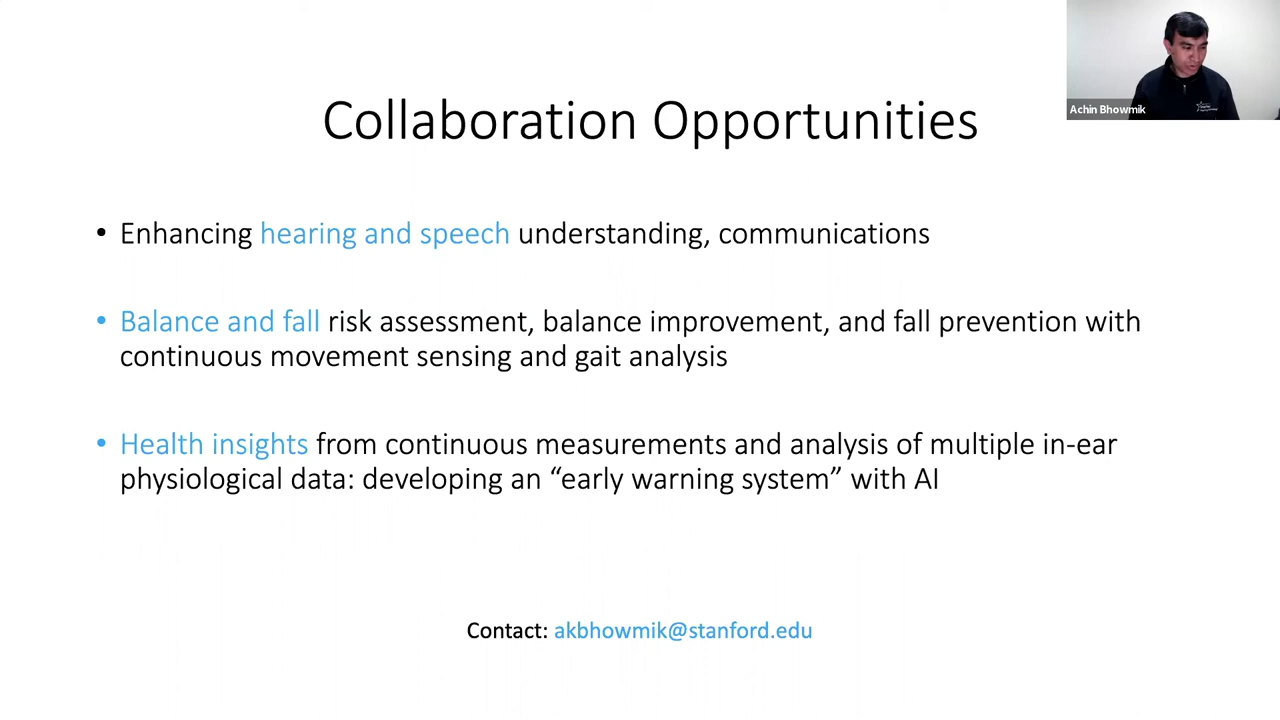 Achin Bhowmik
Collaboration Opportunities
• Enhancing hearing and speech understanding, communications
• Balance and fall risk assessment, balance improvement, and fall prevention with
continuous movement sensing and gait analysis
• Health insights from continuous measurements and analysis of multiple in-ear
physiological data: developing an “early warning system” with AI
Contact: akbhowmik@stanford.edu